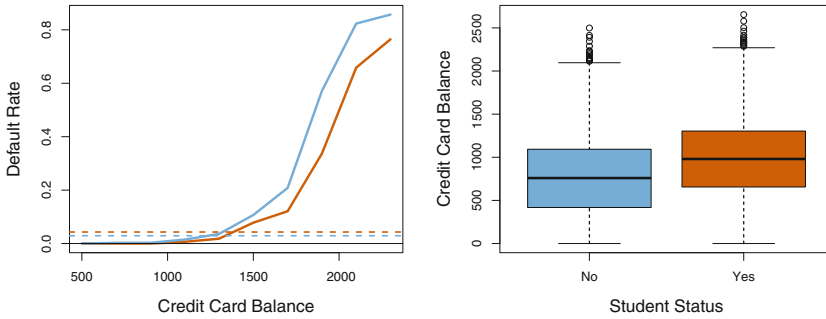 Default Rate
0.8
0.6
0.4
0.2
0.0
500
1000
1500
2000
Credit Card Balance
Credit Card Balance
2500
2000
1500
1000
500
0
No
Yes
Student Status